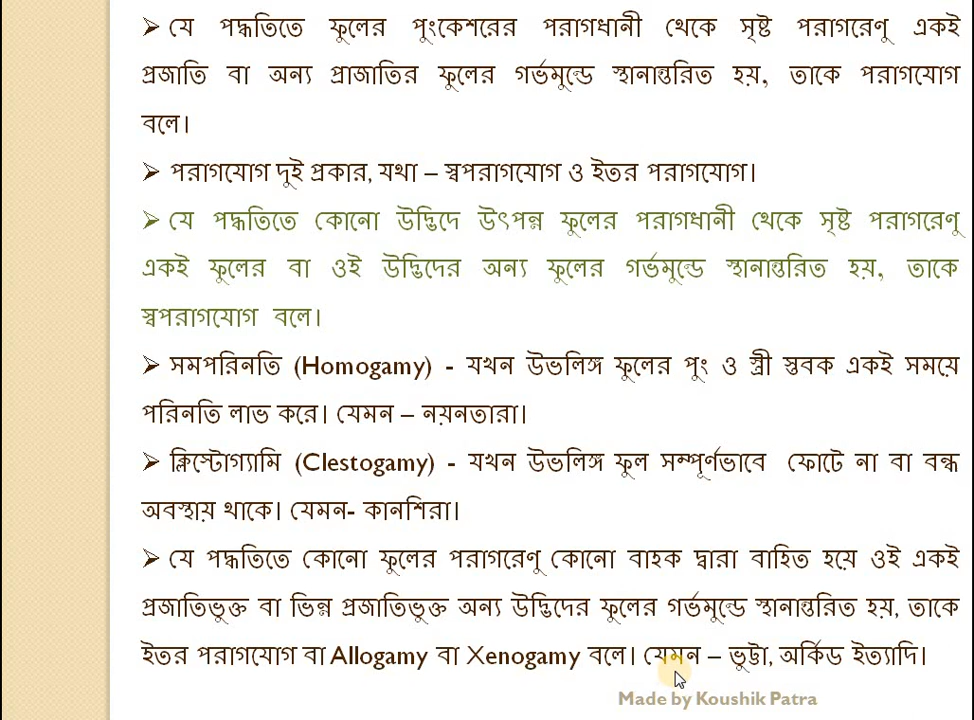 ➢ যে পদ্ধতিতে ফুলের পুংকেশরের পরাগধানী থেকে সৃষ্ট পরাগরেণু একই
প্রজাতি বা অন্য প্রাজাতির ফুলের গর্ভমুন্ডে স্থানান্তরিত হয়, তাকে পরাগযোগ
বলে।
➢ পরাগযোগ দুই প্রকার, যথা – স্বপরাগযোগ ও ইতর পরাগযোগ।
➢ যে পদ্ধতিতে কোনো উদ্ভিদে উৎপন্ন ফুলের পরাগধানী থেকে সৃষ্ট পরাগরেণু
একই ফুলের বা ওই উদ্ভিদের অন্য ফুলের গর্ভমুন্ডে স্থানান্তরিত হয়, তাকে
স্বপরাগযোগ বলে।
➢ সমপরিনতি (Homogamy) - যখন উভলিঙ্গ ফুলের পুং ও স্ত্রী স্তবক একই সময়ে
পরিনতি লাভ করে। যেমন – নয়নতারা।
➢ ক্লিস্টোগ্যামি (Clestogamy) - যখন উভলিঙ্গ ফুল সম্পূর্ণভাবে ফোটে না বা বন্ধ
অবস্থায় থাকে। যেমন- কানশিরা।
➢ যে পদ্ধতিতে কোনো ফুলের পরাগরেণু কোনো বাহক দ্বারা বাহিত হয়ে ওই একই
প্রজাতিভুক্ত বা ভিন্ন প্রজাতিভুক্ত অন্য উদ্ভিদের ফুলের গর্ভমুন্ডে স্থানান্তরিত হয়, তাকে
ইতর পরাগযোগ বা Allogamy বা Xenogamy বলে। যেমন – ভুট্টা, অর্কিড ইত্যাদি।
Made by Koushik Patra